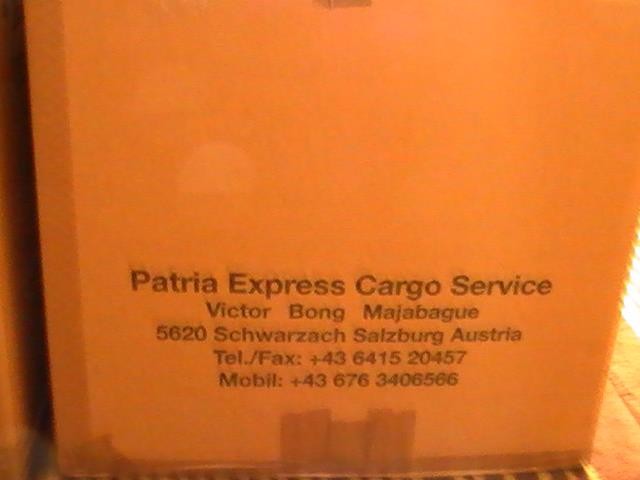 Patria Express Cargo Service
Victor Bong Majabague
5620 Schwarzach Salzburg Austria
Tel./Fax: +43 6415 20457
Mobil: +43 676 3406566